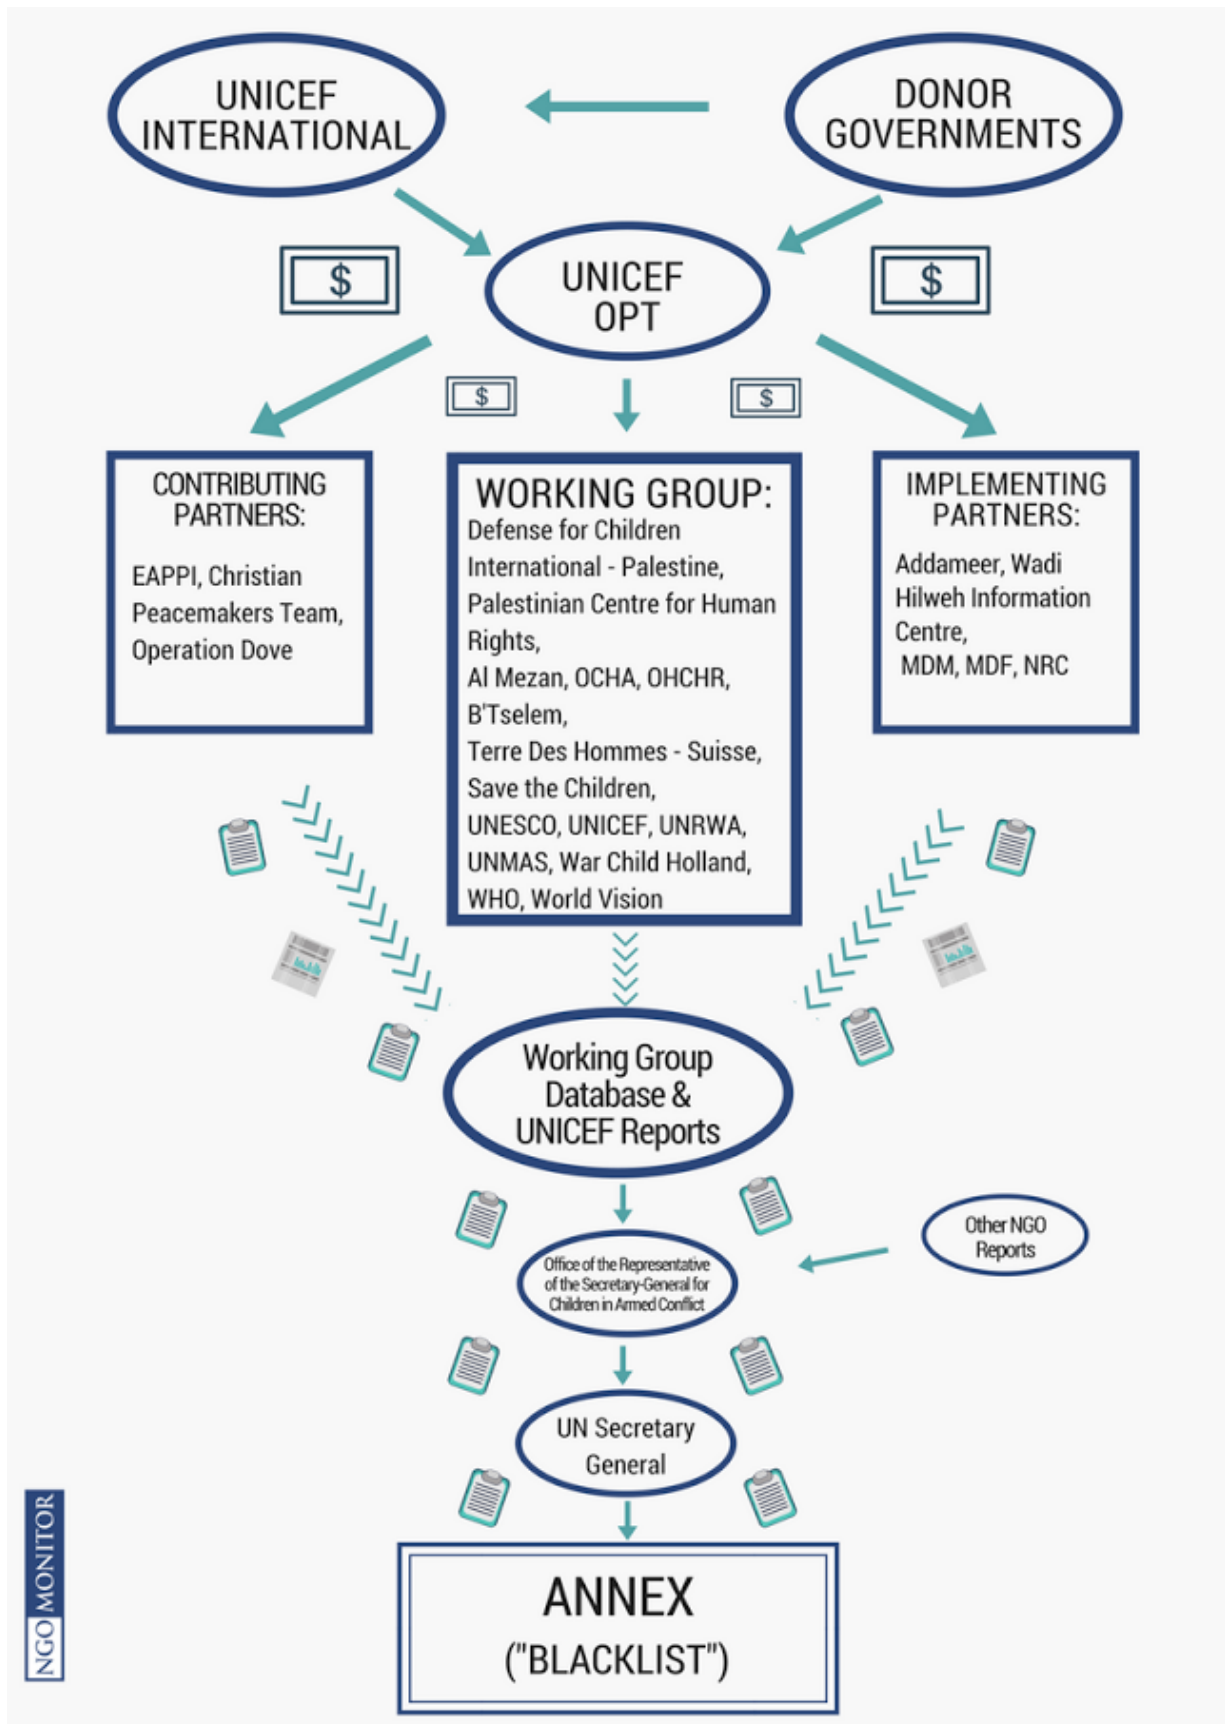 UNICEF
INTERNATIONAL
DONOR
GOVERNMENTS
UNICEF
OPT
$
$
$
$
CONTRIBUTING
PARTNERS:
EAPPI, Christian
Peacemakers Team,
Operation Dove
WORKING GROUP:
Defense for Children
International - Palestine,
Palestinian Centre for Human
Rights,
Al Mezan, OCHA, OHCHR,
B'Tselem,
Terre Des Hommes - Suisse,
Save the Children,
UNESCO, UNICEF, UNRWA,
UNMAS, War Child Holland,
WHO, World Vision
IMPLEMENTING
PARTNERS:
Addameer, Wadi
Hilweh Information
Centre,
MDM, MDF, NRC
Working Group
Database &
UNICEF Reports
Other NGO
Reports
Office of the Representative
of the Secretary-General for
Children in Armed Conflict
UN Secretary
General
ANNEX
("BLACKLIST")
NGO MONITOR